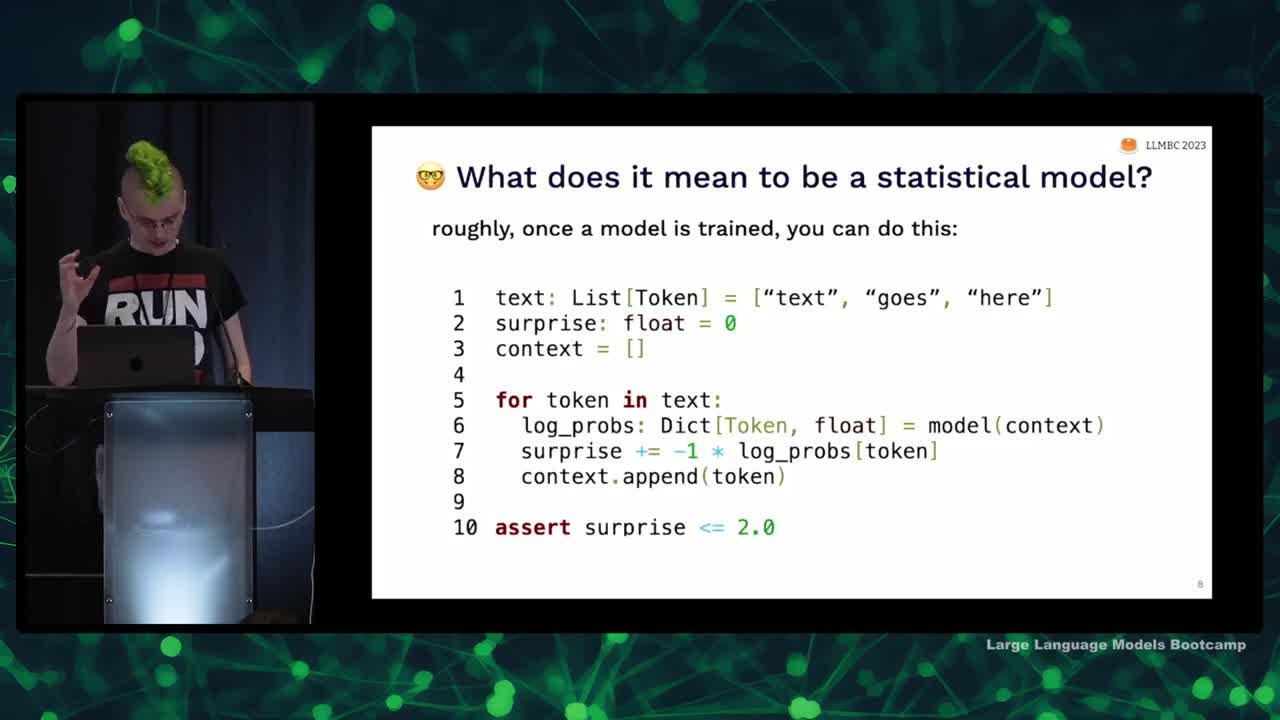 LLMBC 2023
🤓 What does it mean to be a statistical model?
roughly, once a model is trained, you can do this:
1 text: List[Token] = [“text”, “goes”, “here”]
2 surprise: float = 0
3 context = []
4
5 for token in text:
6   log_probs: Dict[Token, float] = model(context)
7   surprise += -1 * log_probs[token]
8   context.append(token)
9
10 assert surprise <= 2.0
8
RUN
Large Language Models Bootcamp